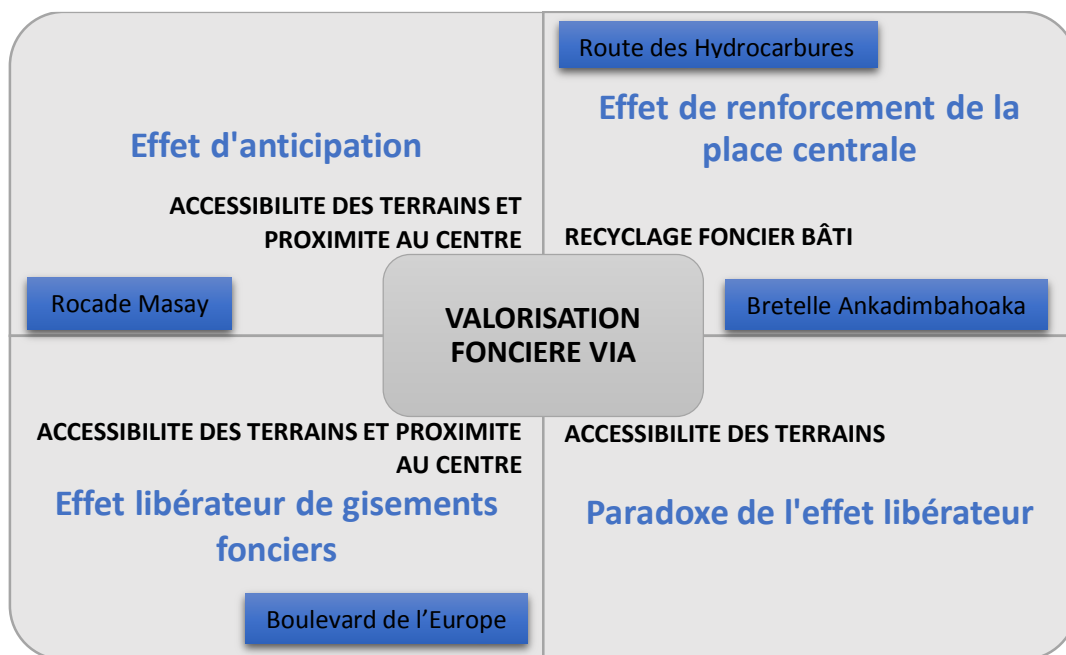 Route des Hydrocarbures
Effet de renforcement de la
place centrale
Effet d'anticipation
ACCESSIBILITE DES TERRAINS ET
PROXIMITE AU CENTRE
RECYCLAGE FONCIER BÂTI
Rocade Masay
Bretelle Ankadimbahoaka
VALORISATION
FONCIERE VIA
ACCESSIBILITE DES TERRAINS ET PROXIMITE
AU CENTRE
ACCESSIBILITE DES TERRAINS
Effet libérateur de gisements
fonciers
Paradoxe de l'effet libérateur
Boulevard de l’Europe